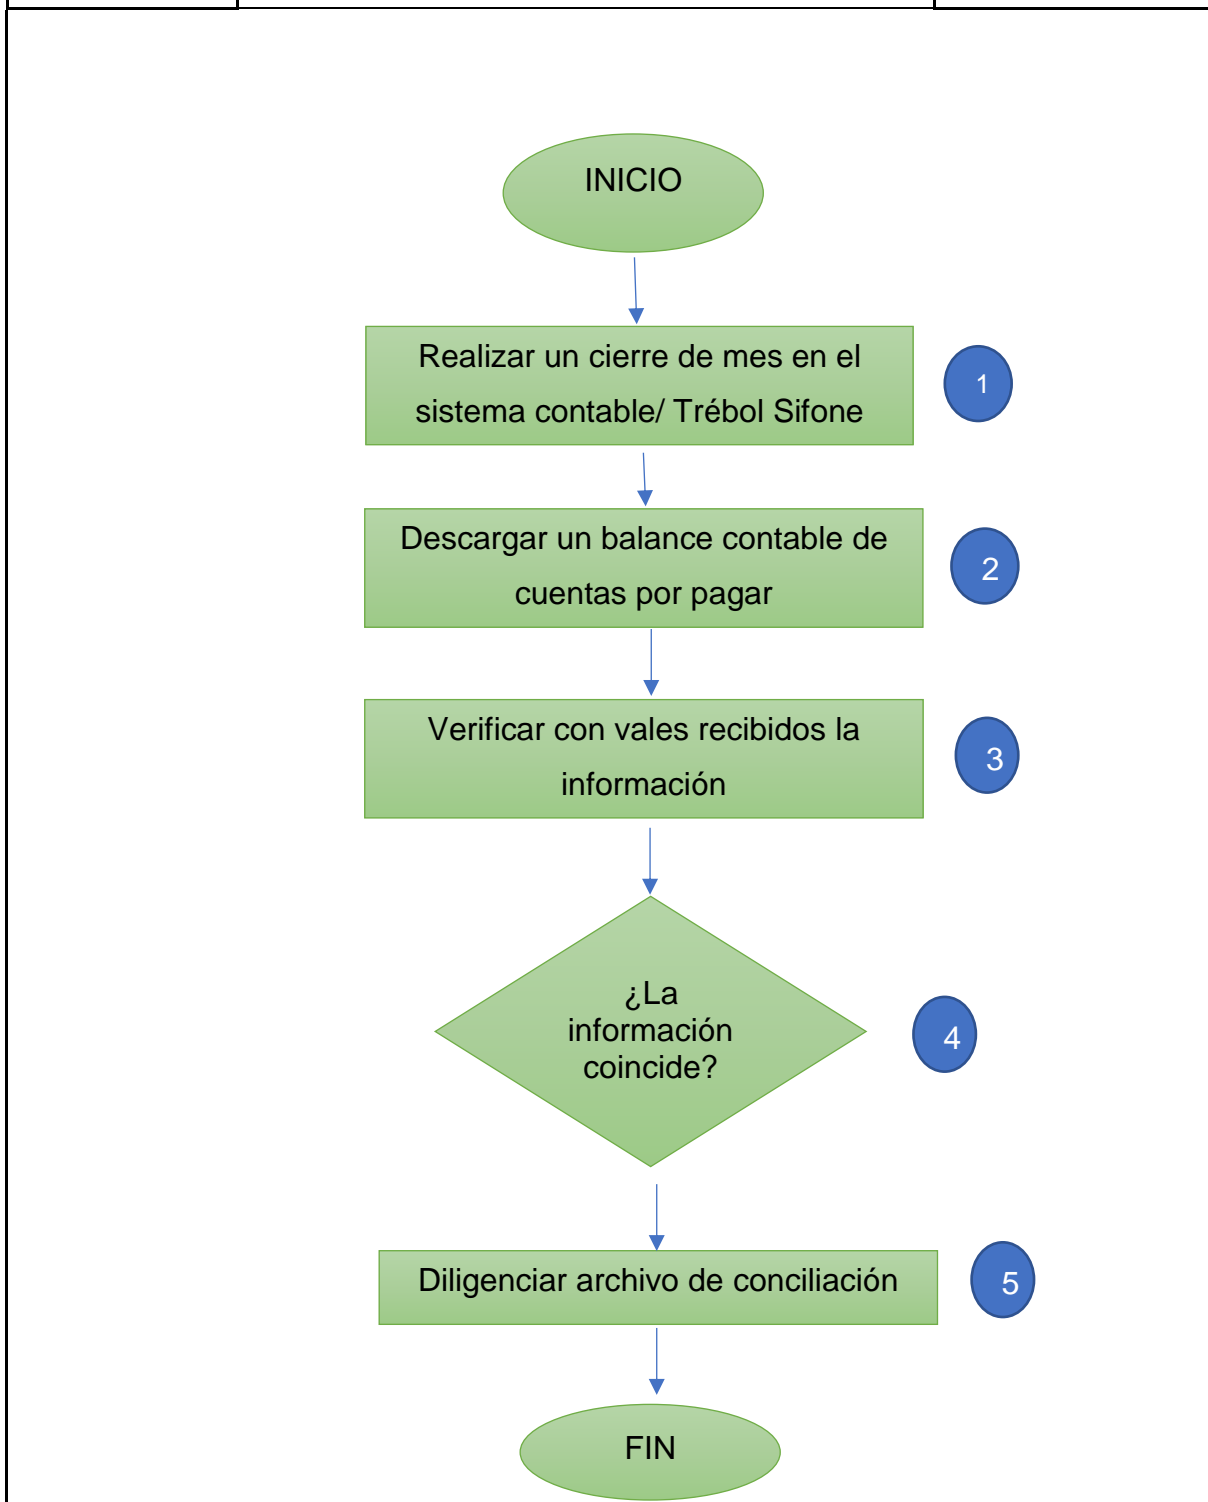 INICIO
Realizar un cierre de mes en el
sistema contable/ Trébol Sifone
1
Descargar un balance contable de
cuentas por pagar
2
Verificar con vales recibidos la
información
3
¿La
información
coincide?
4
Diligenciar archivo de conciliación
5
FIN